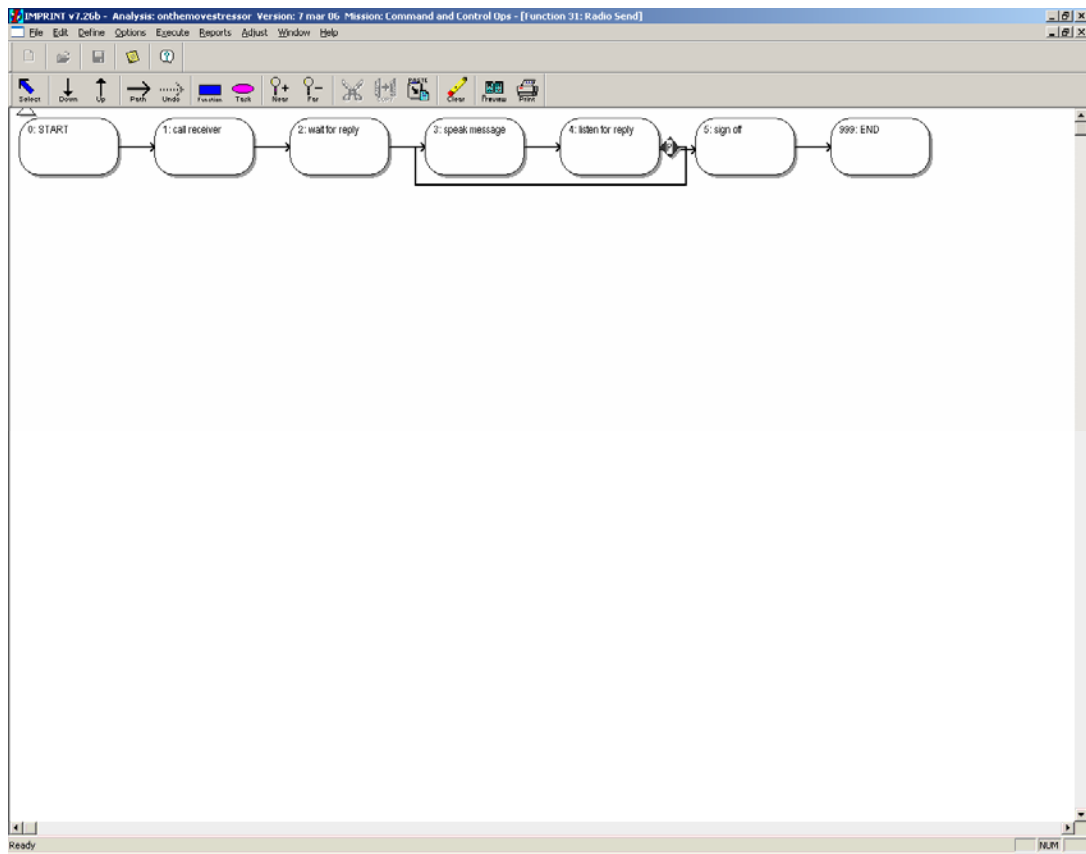 IMPRINT v7.26b - Analysis: onthemovestressor Version: 7 mar 06 Mission: Command and Control Ops - [Function 31: Radio Send]
File Edit Define Options Execute Reports Adjust Window Help
Select Down Up Path Undo Function Task Near Far COPY PASTE Clear Preview Print
0: START 1: call receiver 2: wait for reply 3: speak message 4: listen for reply 5: sign off 999: END
P
Ready NUM